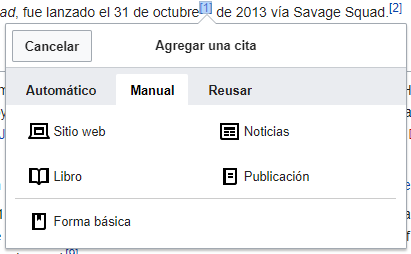 ad, fue lanzado el 31 de octubre[1] de 2013 vía Savage Squad.[2]
Cancelar Agregar una cita
Automático Manual Reusar
Sitio web Noticias
Libro Publicación
Forma básica